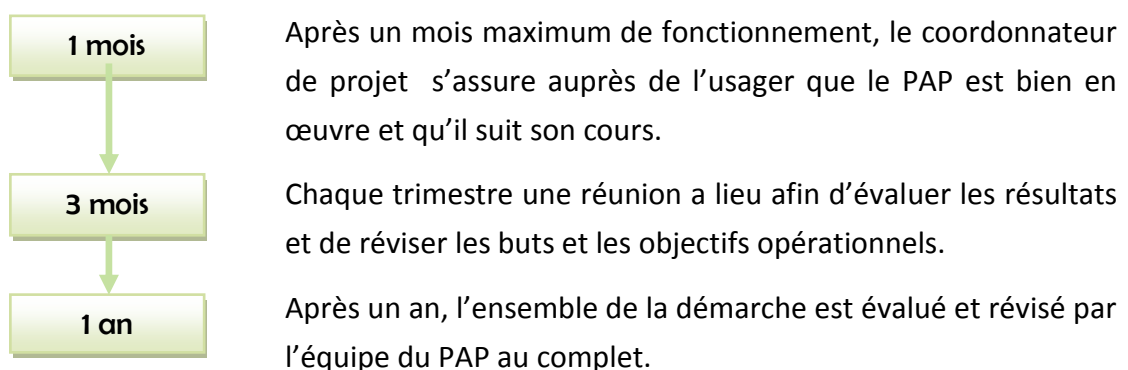 1 mois
Après un mois maximum de fonctionnement, le coordonnateur
de projet s’assure auprès de l’usager que le PAP est bien en
œuvre et qu’il suit son cours.
3 mois
Chaque trimestre une réunion a lieu afin d’évaluer les résultats
et de réviser les buts et les objectifs opérationnels.
1 an
Après un an, l’ensemble de la démarche est évalué et révisé par
l’équipe du PAP au complet.